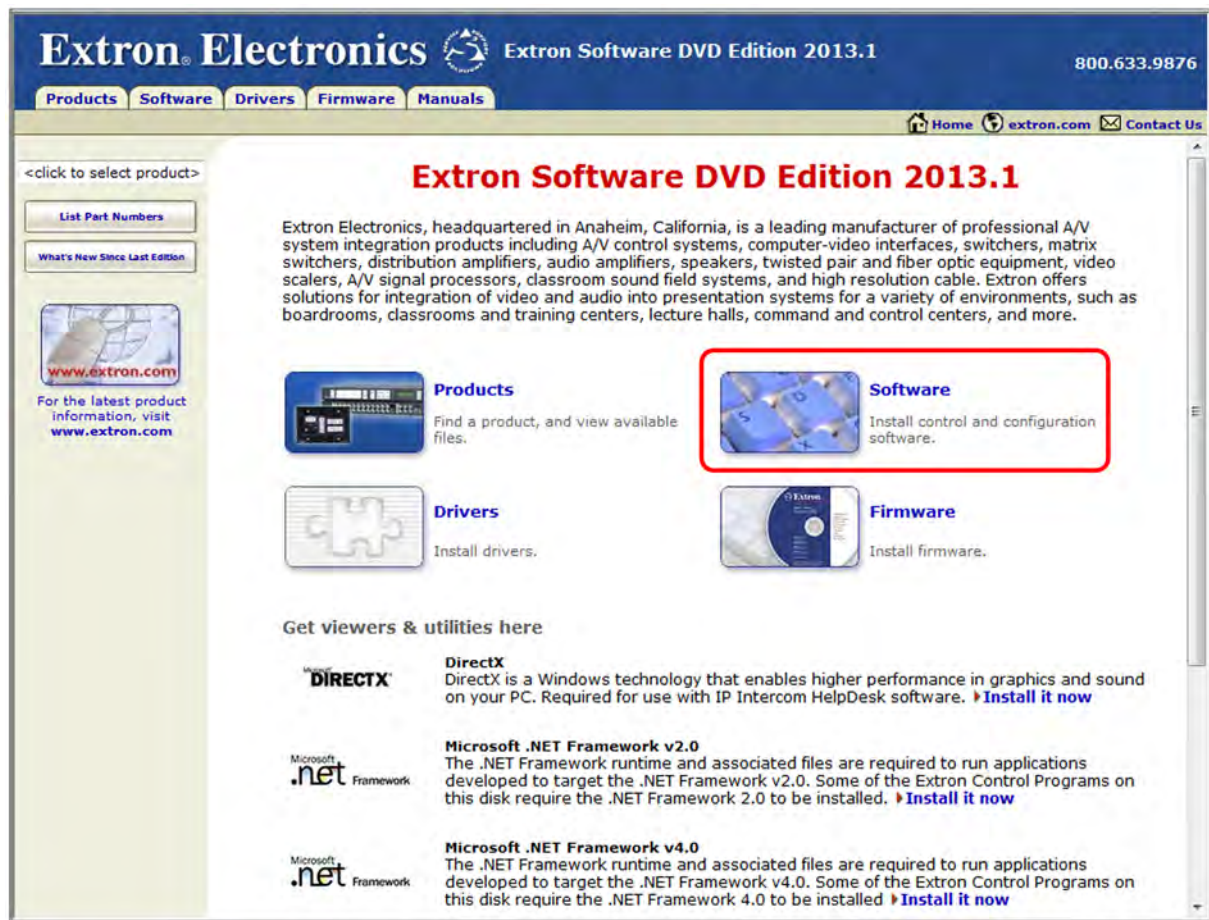 Extron® Electronics
Extron Software DVD Edition 2013.1
800.633.9876
Products Software Drivers Firmware Manuals
Home extron.com Contact Us
<click to select product>
List Part Numbers
What's New Since Last Edition
www.extron.com
For the latest product
information, visit
www.extron.com
Extron Software DVD Edition 2013.1
Extron Electronics, headquartered in Anaheim, California, is a leading manufacturer of professional A/V
system integration products including A/V control systems, computer-video interfaces, switchers, matrix
switchers, distribution amplifiers, audio amplifiers, speakers, twisted pair and fiber optic equipment, video
scalers, A/V signal processors, classroom sound field systems, and high resolution cable. Extron offers
solutions for integration of video and audio into presentation systems for a variety of environments, such as
boardrooms, classrooms and training centers, lecture halls, command and control centers, and more.
Products
Find a product, and view available
files.
S D X
Software
Install control and configuration
software.
Drivers
Install drivers.
Extron
Firmware
Install firmware.
Get viewers & utilities here
Microsoft
DIRECTX
DirectX
DirectX is a Windows technology that enables higher performance in graphics and sound
on your PC. Required for use with IP Intercom HelpDesk software. Install it now
Microsoft
.net Framework
Microsoft .NET Framework v2.0
The .NET Framework runtime and associated files are required to run applications
developed to target the .NET Framework v2.0. Some of the Extron Control Programs on
this disk require the .NET Framework 2.0 to be installed. Install it now
Microsoft
.net Framework
Microsoft .NET Framework v4.0
The .NET Framework runtime and associated files are required to run applications
developed to target the .NET Framework v4.0. Some of the Extron Control Programs on
this disk require the .NET Framework 4.0 to be installed Install it now